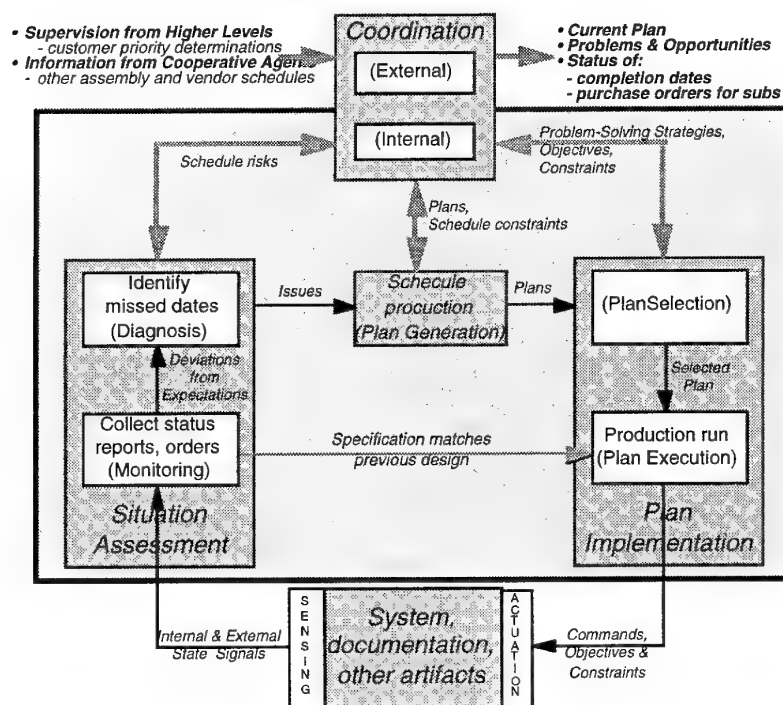 • Supervision from Higher Levels
- customer priority determinations
• Information from Cooperative Agents
- other assembly and vendor schedules
Coordination
(External)
(Internal)
• Current Plan
• Problems & Opportunities
• Status of:
- completion dates
- purchase ordrers for subs
Schedule risks
Problem-Solving Strategies,
Objectives,
Constraints
Plans,
Schedule constraints
Identify
missed dates
(Diagnosis)
Issues
Schecule
procuction
(Plan Generation)
Plans
(PlanSelection)
Deviations
from
Expectations
Selected
Plan
Collect status
reports, orders
(Monitoring)
Specification matches
previous design
Production run
(Plan Execution)
Situation
Assessment
Plan
Implementation
SENSING
System,
documentation,
other artifacts
ACTUATION
Internal & External
State Signals
Commands,
Objectives &
Constraints